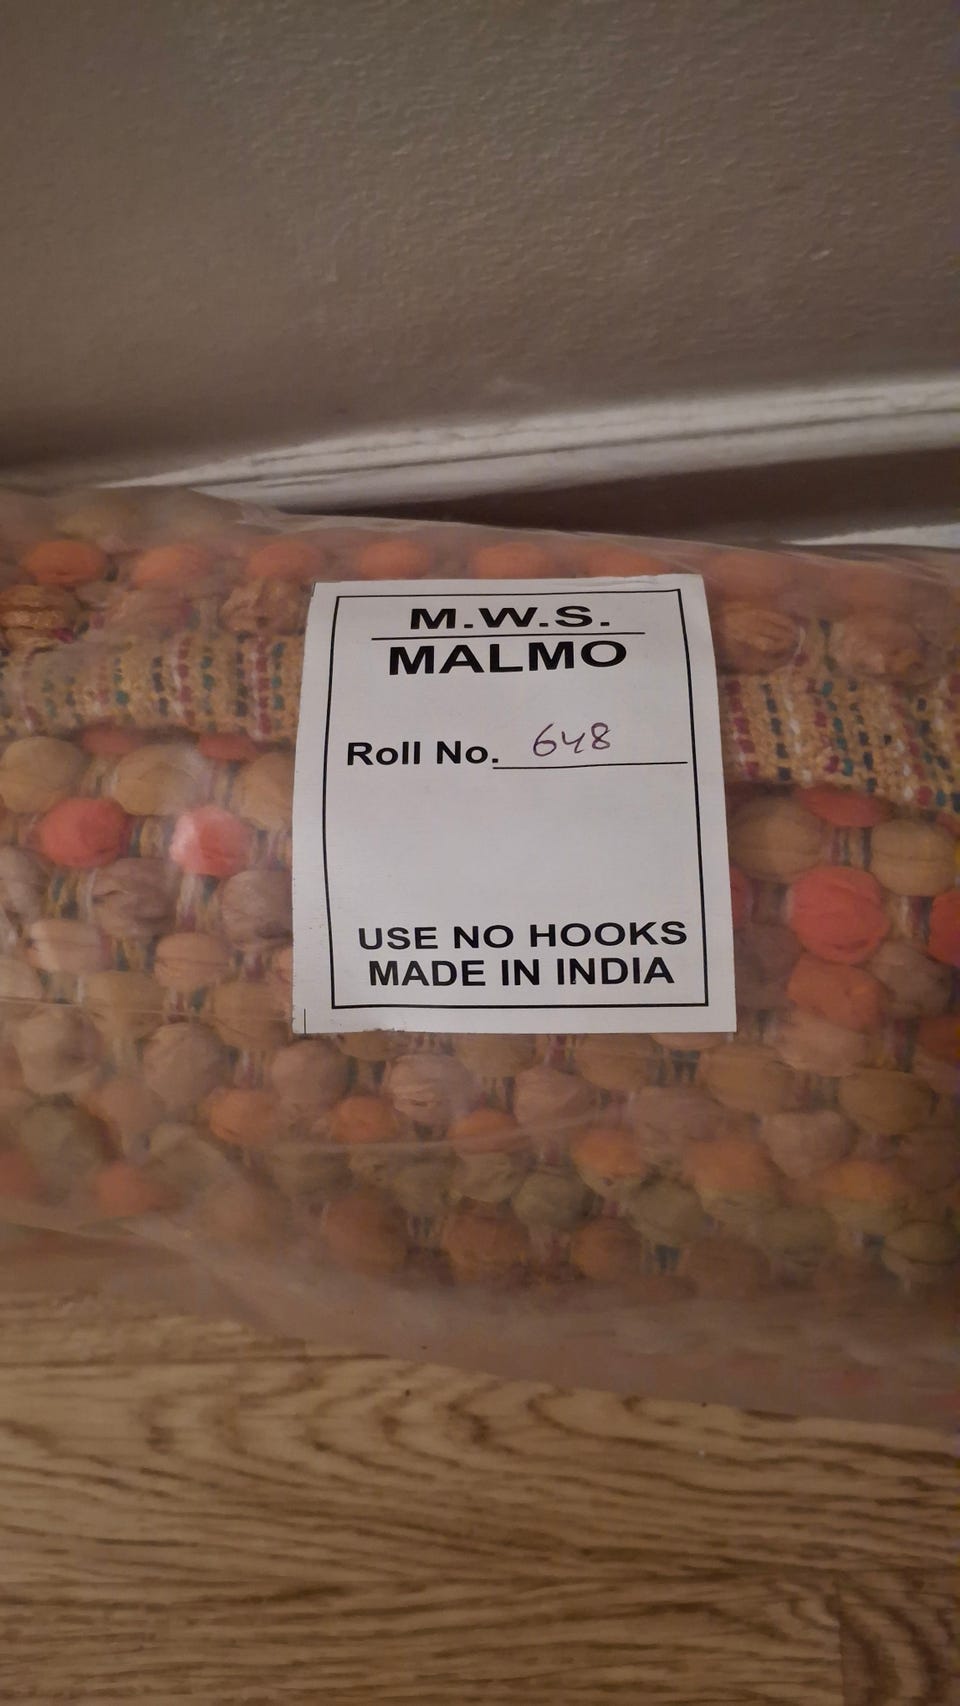 M.W.S.
MALMO
Roll No. 648
USE NO HOOKS
MADE IN INDIA